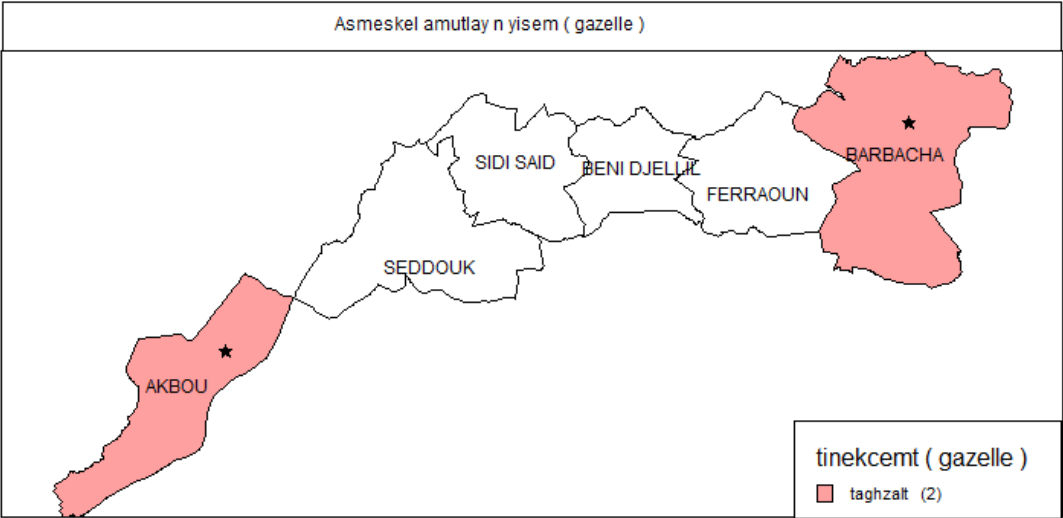 Asmeskel amutlay n yisem ( gazelle )
BARBACHA
SIDI SAID
BENI DJELLIL
FERRAOUN
SEDDOUK
AKBOU
tinekcemt ( gazelle )
taghzalt (2)